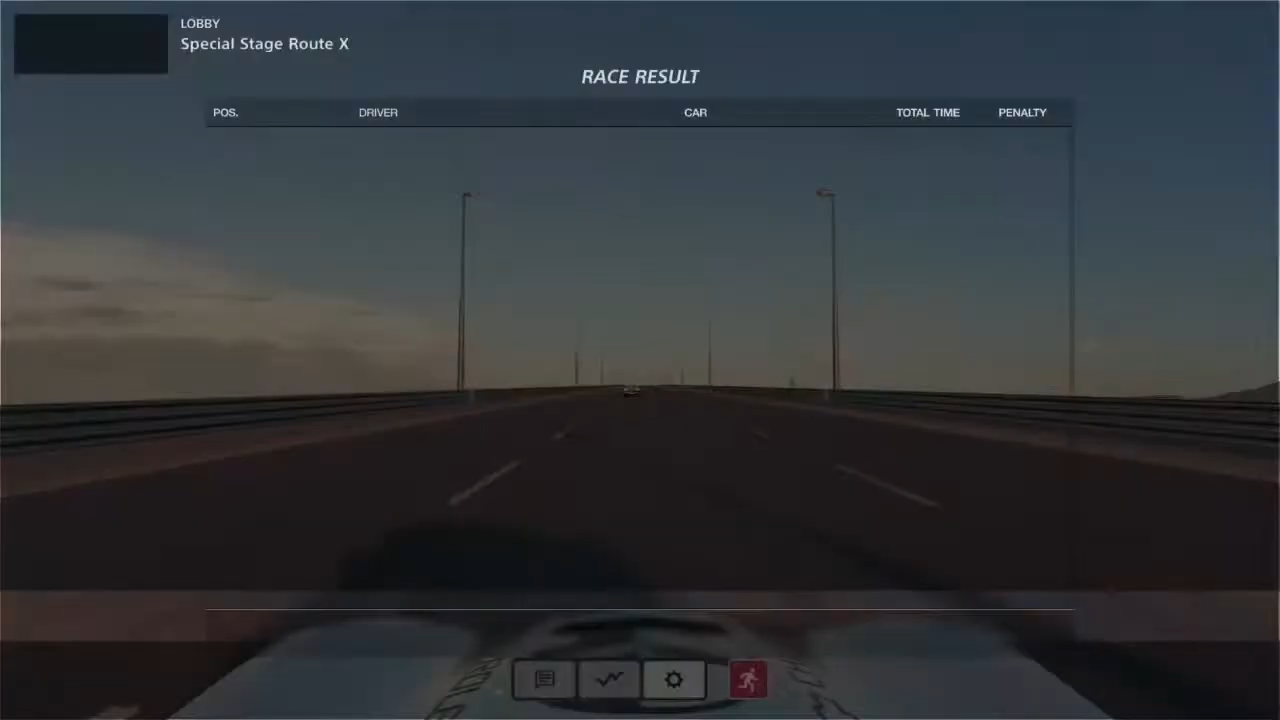 LOBBY
Special Stage Route X
RACE RESULT
POS. DRIVER CAR TOTAL TIME PENALTY